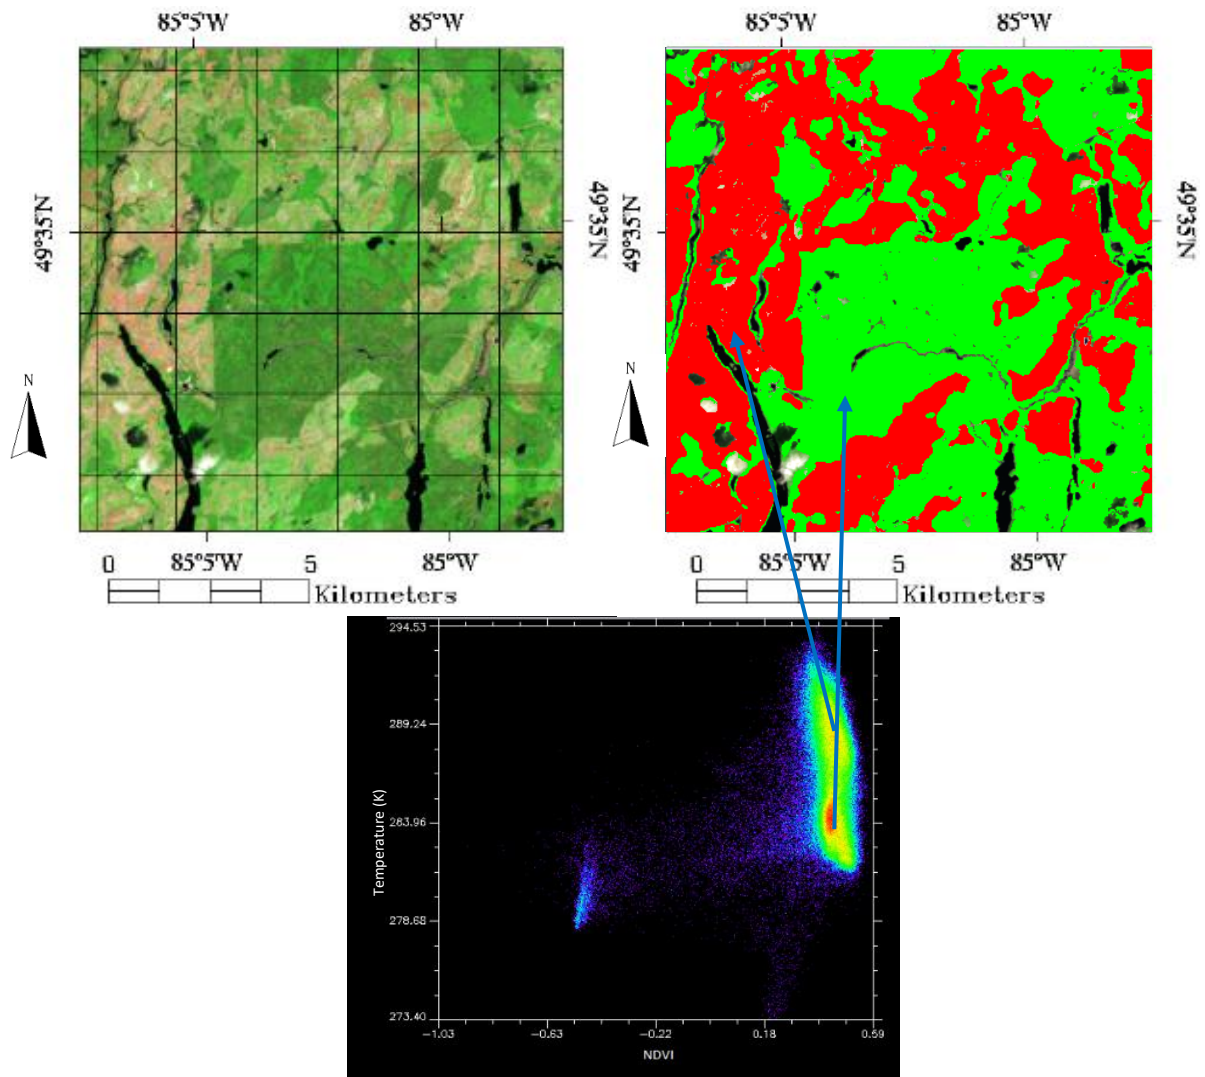 85°5'W 85°W 85°5'W 85°W
49°35'N 49°35'N 49°35'N 49°35'N
N N
85°5'W 85°W 85°5'W 85°W
0 5 0 5
Kilometers Kilometers
294.53
289.24
283.96
278.68
273.40
Temperature (K)
−1.03 −0.63 −0.22 0.18 0.59
NDVI